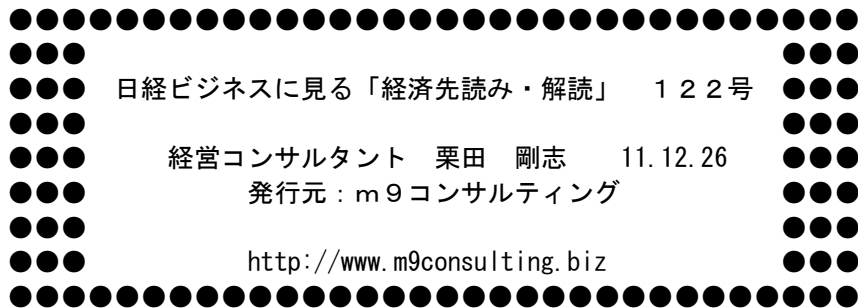 ●●●●●●●●●●●●●●●●●●●●●●●●●●●●●●●●●
●●●　　　　　　　　　　　　　　　　　　　　　　　　　　　●●●
●●●　日経ビジネスに見る「経済先読み・解読」　１２２号　●●●
●●●　　　　　　　　　　　　　　　　　　　　　　　　　　　●●●
●●●　　　経営コンサルタント　栗田　剛志　　11.12.26　　●●●
●●●　　　　　　発行元：ｍ９コンサルティング　　　　　　●●●
●●●　　　　　　　　　　　　　　　　　　　　　　　　　　　●●●
●●●　　　　　　http://www.m9consulting.biz　　　　　　　●●●
●●●●●●●●●●●●●●●●●●●●●●●●●●●●●●●●●